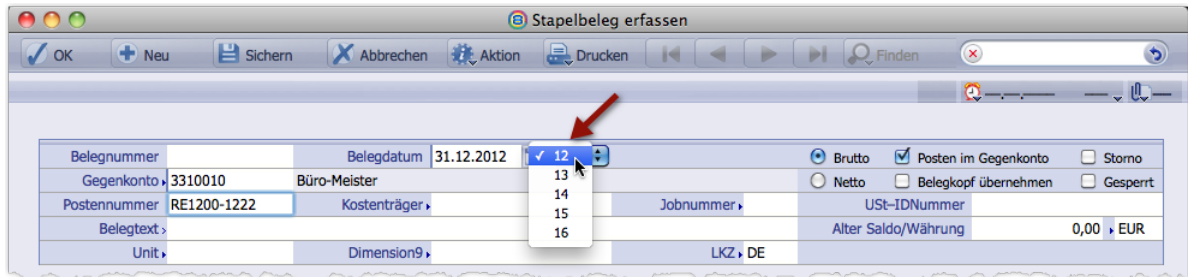 Stapelbeleg erfassen
OK Neu Sichern Abbrechen Aktion Drucken Finden
Belegnummer Belegdatum 31.12.2012 ✓ 12 Brutto Posten im Gegenkonto Storno
13
Gegenkonto 3310010 Büro-Meister Netto Belegkopf übernehmen Gesperrt
14
Postennummer RE1200-1222 Kostenträger Jobnummer USt-IDNummer
15
Belegtext Alter Saldo/Währung 0,00 EUR
16
Unit Dimension9 LKZ DE